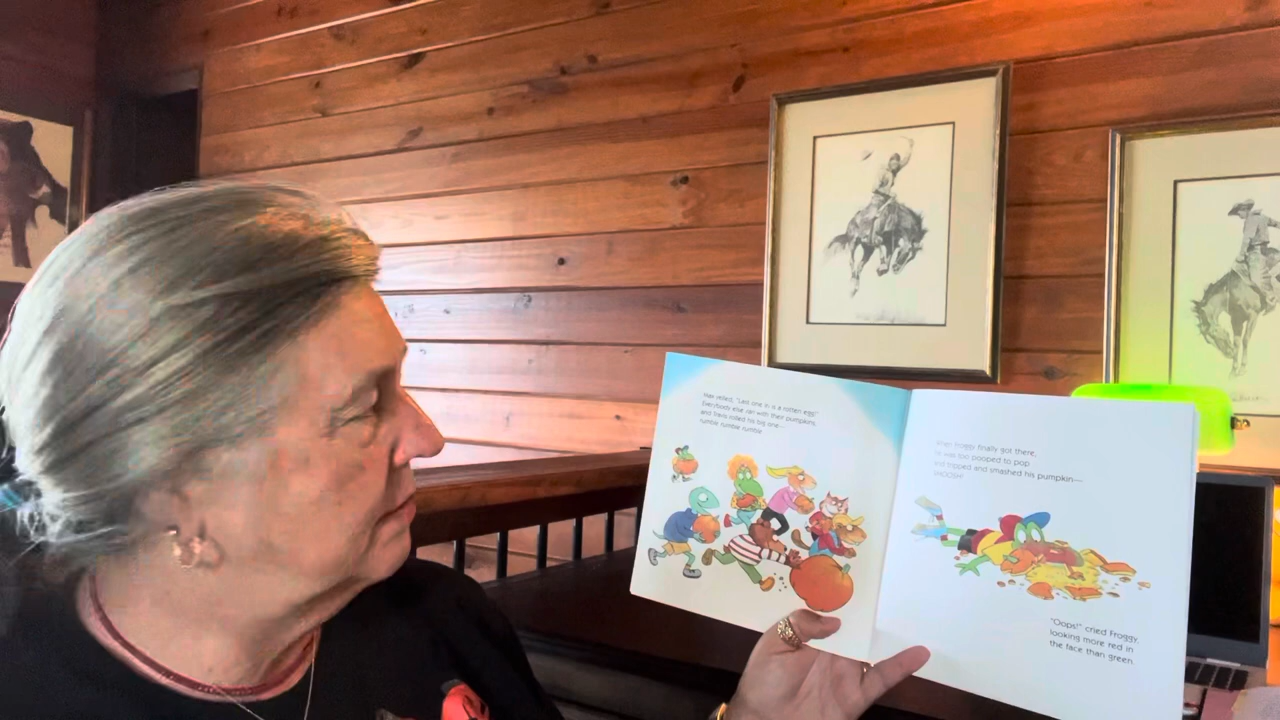 Max yelled, "Last one in is a rotten egg!"
Everybody else ran with their pumpkins,
and Travis rolled his big one—
rumble rumble rumble.
When Froggy finally got there,
he was too pooped to pop
and tripped and smashed his pumpkin—
"Oops!" cried Froggy,
looking more red in
the face than green.